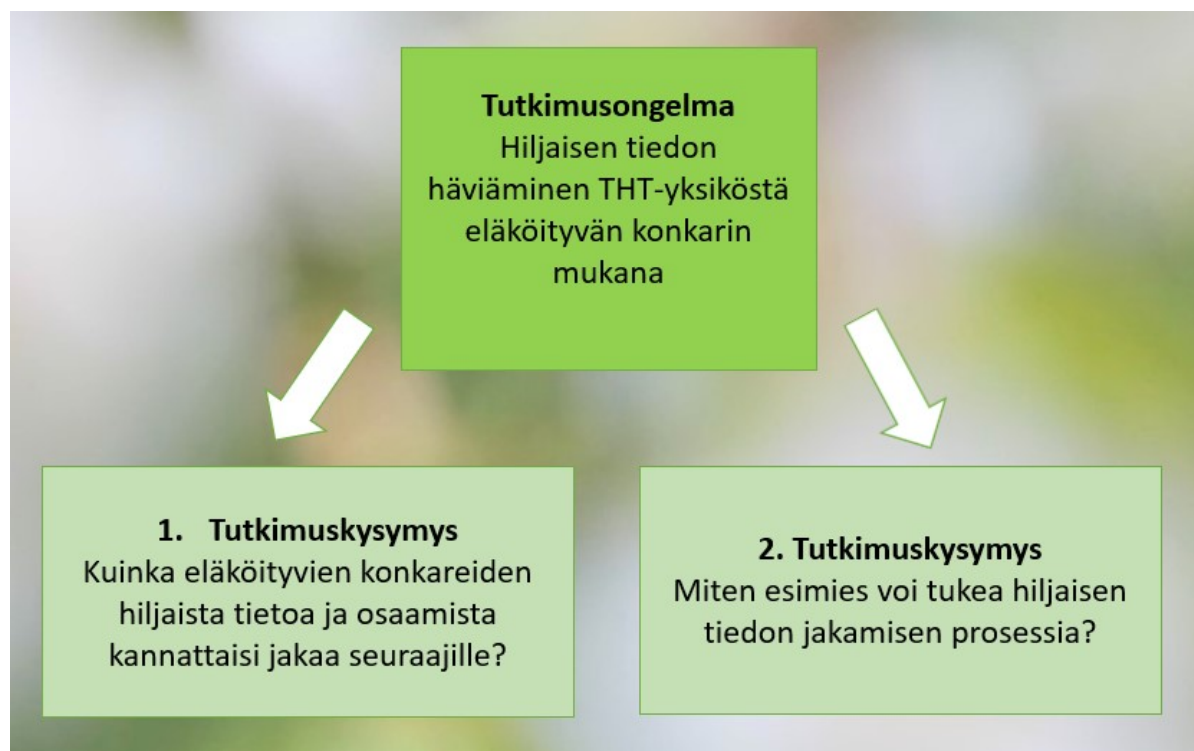 Tutkimusongelma
Hiljaisen tiedon
häviäminen THT-yksiköstä
eläköityvän konkarin
mukana
1. Tutkimuskysymys
Kuinka eläköityvien konkareiden
hiljaista tietoa ja osaamista
kannattaisi jakaa seuraajille?
2. Tutkimuskysymys
Miten esimies voi tukea hiljaisen
tiedon jakamisen prosessia?